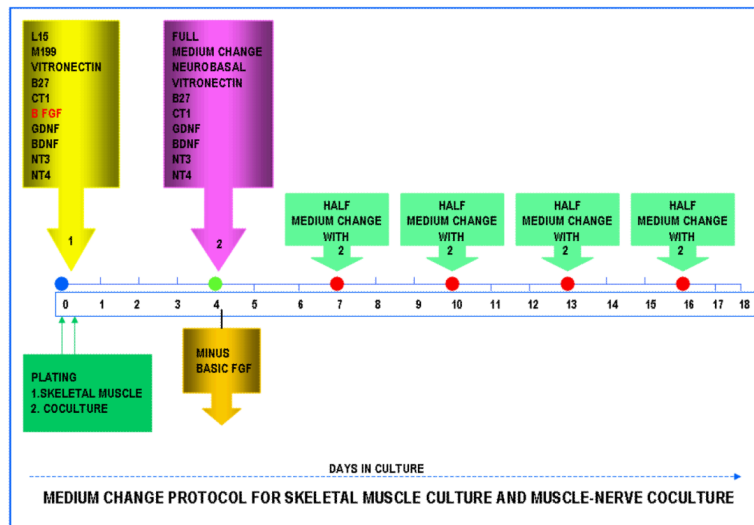 L15
M199
VITRONECTIN
B27
CT1
B FGF
GDNF
BDNF
NT3
NT4
1
FULL
MEDIUM CHANGE
NEUROBASAL
VITRONECTIN
B27
CT1
GDNF
BDNF
NT3
NT4
2
HALF
MEDIUM CHANGE
WITH
2
HALF
MEDIUM CHANGE
WITH
2
HALF
MEDIUM CHANGE
WITH
2
HALF
MEDIUM CHANGE
WITH
2
0 1 2 3 4 5 6 7 8 9 10 11 12 13 14 15 16 17 18
PLATING
1.SKELETAL MUSCLE
2. COCULTURE
MINUS
BASIC FGF
DAYS IN CULTURE
MEDIUM CHANGE PROTOCOL FOR SKELETAL MUSCLE CULTURE AND MUSCLE-NERVE COCULTURE